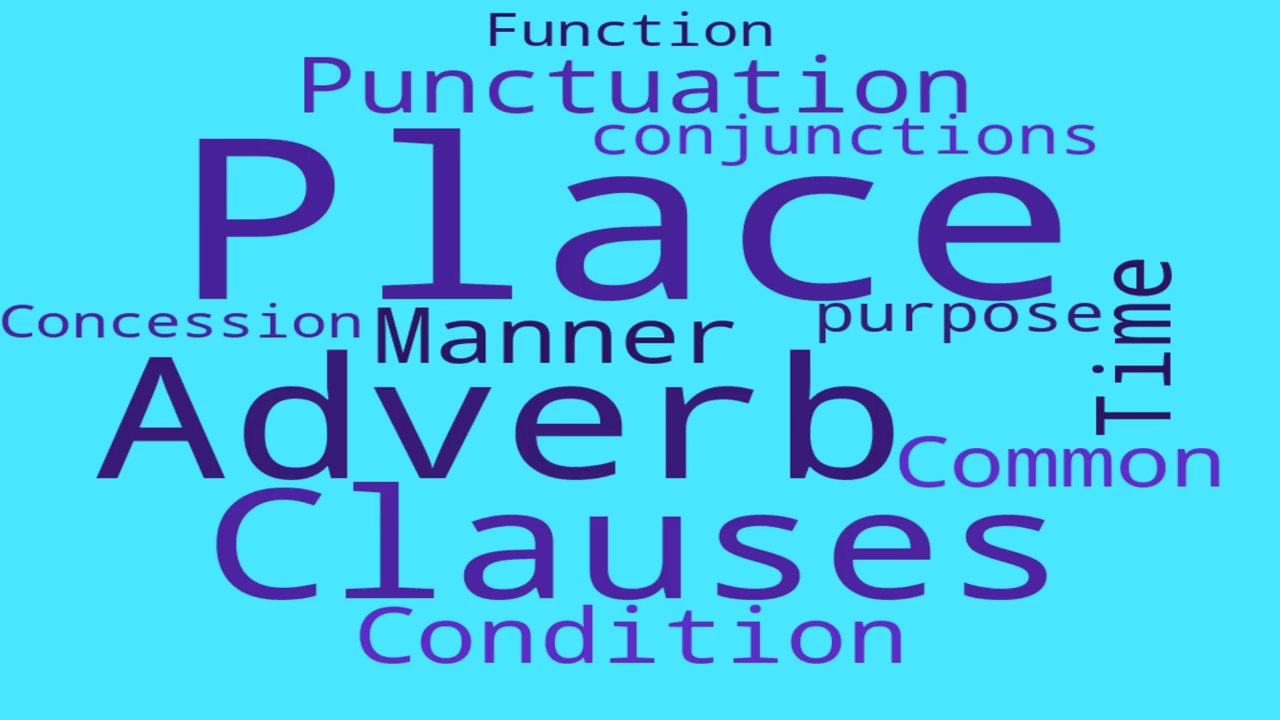 Function
Punctuation
conjunctions
Place
Concession
Manner
purpose
Time
Adverb
Common
Clauses
Condition